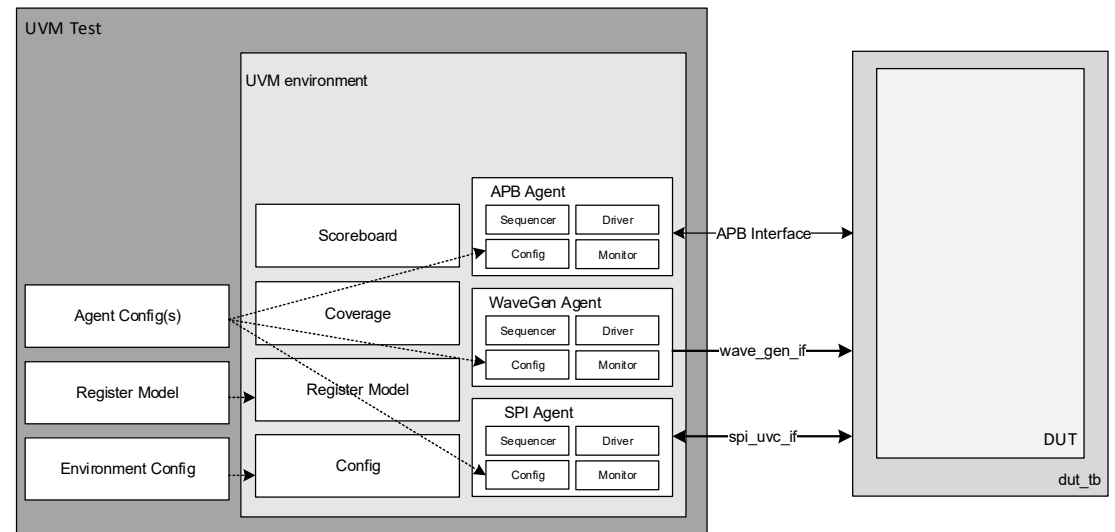 UVM Test
UVM environment
APB Agent
Sequencer
Driver
Config
Monitor
Scoreboard
APB Interface
WaveGen Agent
Sequencer
Driver
Config
Monitor
Agent Config(s)
Coverage
wave_gen_if
Register Model
Register Model
SPI Agent
Sequencer
Driver
Config
Monitor
spi_uvc_if
Environment Config
Config
DUT
dut_tb